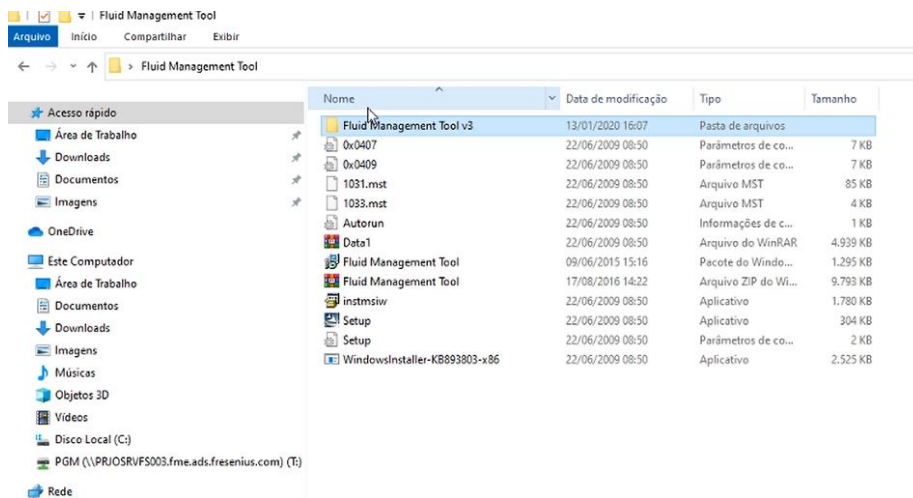 Fluid Management Tool
Arquivo Início Compartilhar Exibir
Fluid Management Tool
Acesso rápido
Área de Trabalho
Downloads
Documentos
Imagens
OneDrive
Este Computador
Área de Trabalho
Documentos
Downloads
Imagens
Músicas
Objetos 3D
Vídeos
Disco Local (C:)
PGM (\\PRJOSRVFS003.fme.ads.fresenius.com) (T:)
Rede
Nome Data de modificação Tipo Tamanho
Fluid Management Tool v3 13/01/2020 16:07 Pasta de arquivos
0x0407 22/06/2009 08:50 Parâmetros de co... 7 KB
0x0409 22/06/2009 08:50 Parâmetros de co... 7 KB
1031.mst 22/06/2009 08:50 Arquivo MST 85 KB
1033.mst 22/06/2009 08:50 Arquivo MST 4 KB
Autorun 22/06/2009 08:50 Informações de c... 1 KB
Data1 22/06/2009 08:50 Arquivo do WinRAR 4.939 KB
Fluid Management Tool 09/06/2015 15:16 Pacote do Windo... 1.295 KB
Fluid Management Tool 17/08/2016 14:22 Arquivo ZIP do Wi... 9.793 KB
instmsiw 22/06/2009 08:50 Aplicativo 1.780 KB
Setup 22/06/2009 08:50 Aplicativo 304 KB
Setup 22/06/2009 08:50 Parâmetros de co... 2 KB
WindowsInstaller-KB893803-x86 22/06/2009 08:50 Aplicativo 2.525 KB